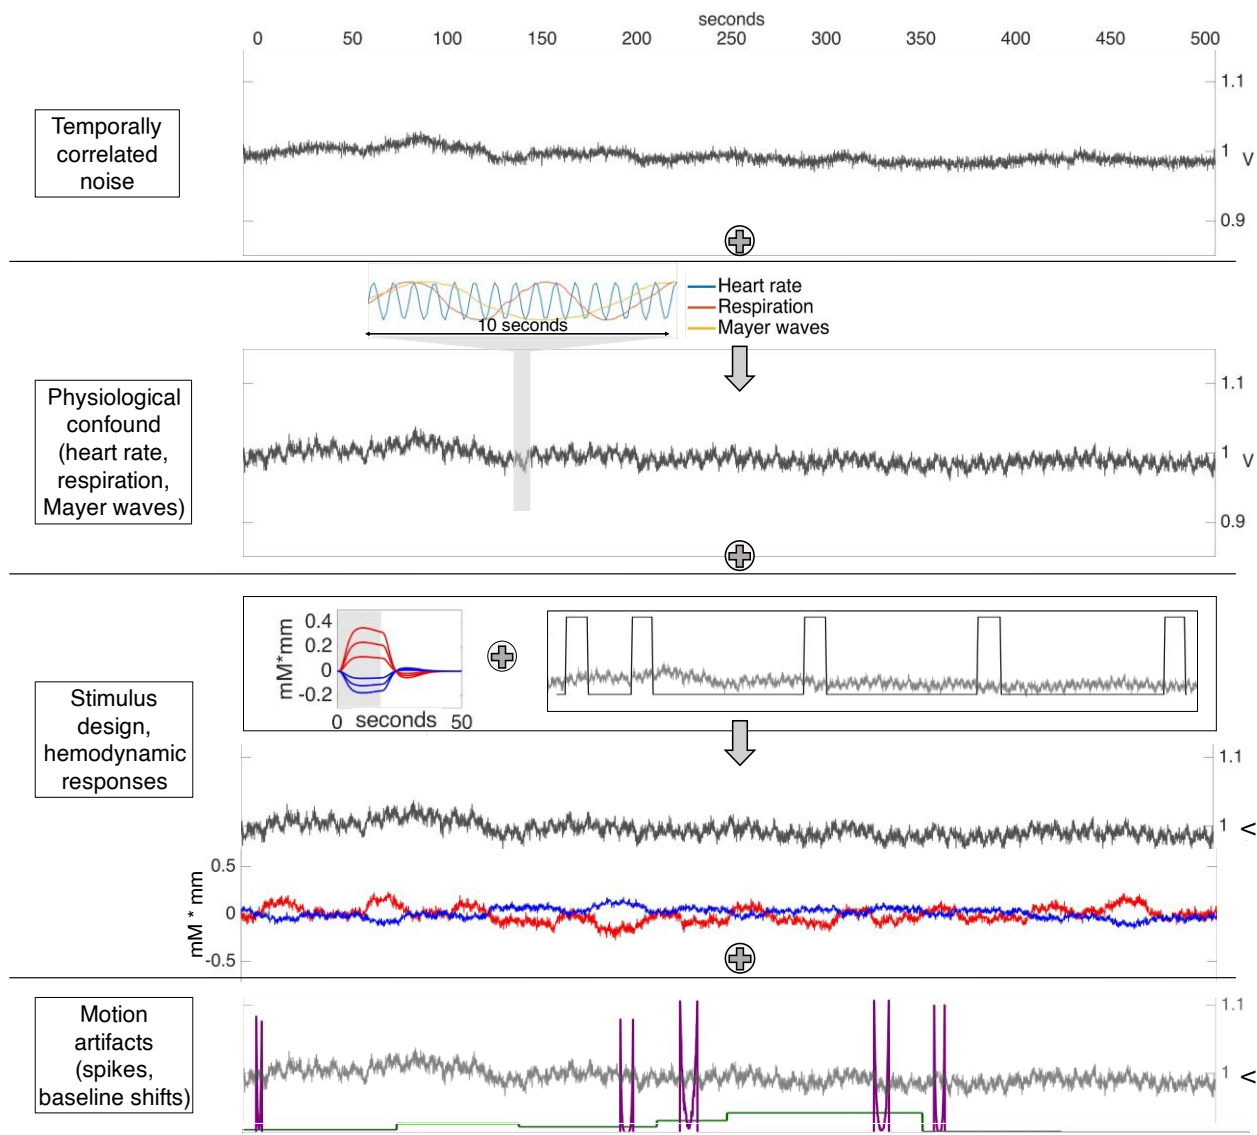 seconds
0 50 100 150 200 250 300 350 400 450 500
Temporally
correlated
noise
1.1
1 V
0.9
Heart rate
Respiration
Mayer waves
10 seconds
Physiological
confound
(heart rate,
respiration,
Mayer waves)
1.1
1 V
0.9
Stimulus
design,
hemodynamic
responses
mM*mm
0.4
0.2
0
-0.2
0 seconds 50
1.1
1 V
mM * mm
0.5
0
-0.5
Motion
artifacts
(spikes,
baseline shifts)
1.1
1 V